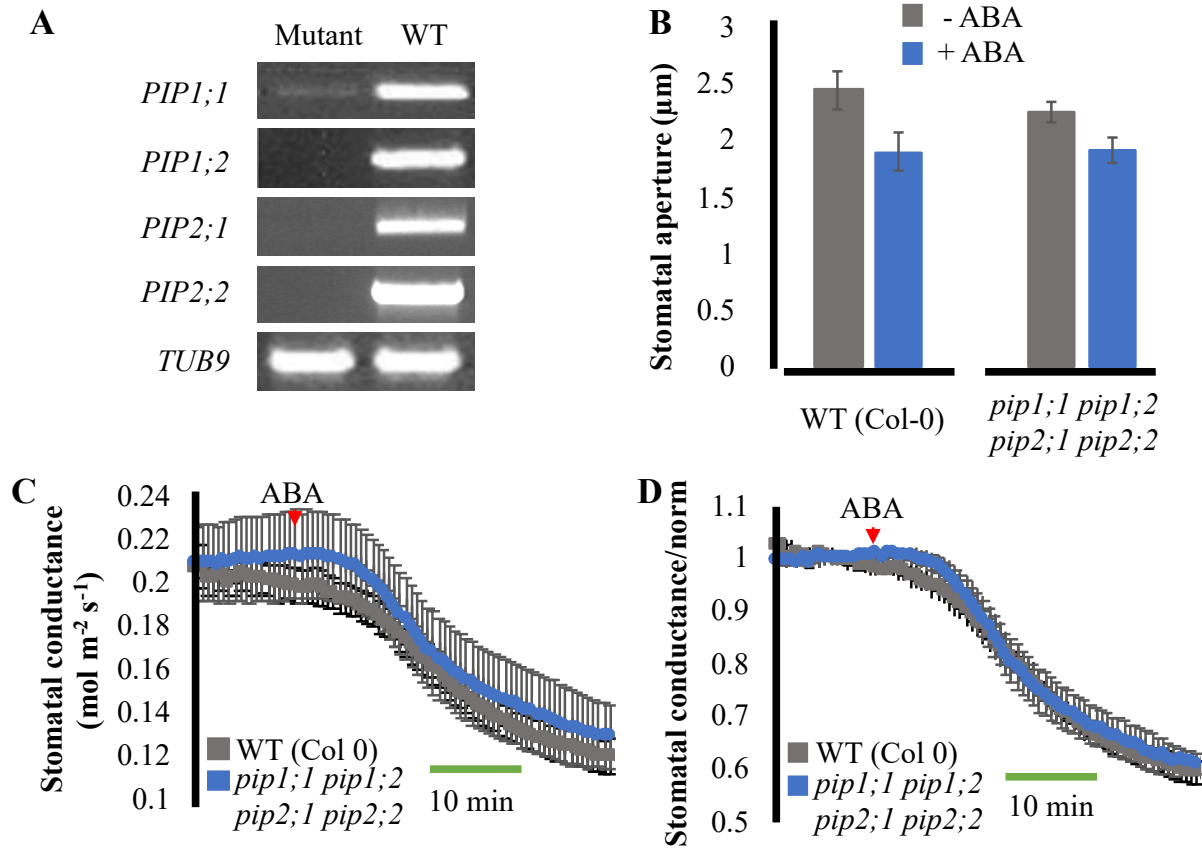 A
Mutant WT
PIP1;1
PIP1;2
PIP2;1
PIP2;2
TUB9
B
- ABA
+ ABA
Stomatal aperture (µm)
3
2.5
2
1.5
1
0.5
0
WT (Col-0)
pip1;1 pip1;2
pip2;1 pip2;2
C
Stomatal conductance
(mol m⁻² s⁻¹)
0.24
0.22
0.2
0.18
0.16
0.14
0.12
0.1
ABA
WT (Col 0)
pip1;1 pip1;2
pip2;1 pip2;2
10 min
D
Stomatal conductance/norm
1.1
1
0.9
0.8
0.7
0.6
0.5
ABA
WT (Col 0)
pip1;1 pip1;2
pip2;1 pip2;2
10 min